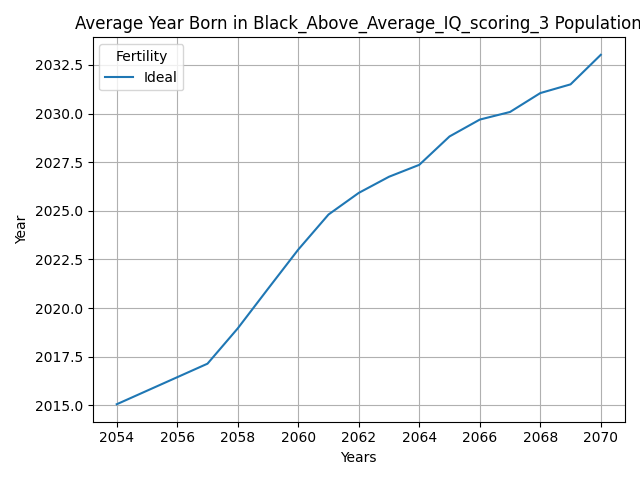 Average Year Born in Black_Above_Average_IQ_scoring_3 Population
Fertility
Ideal
2032.5
2030.0
2027.5
2025.0
2022.5
2020.0
2017.5
2015.0
Year
2054 2056 2058 2060 2062 2064 2066 2068 2070
Years